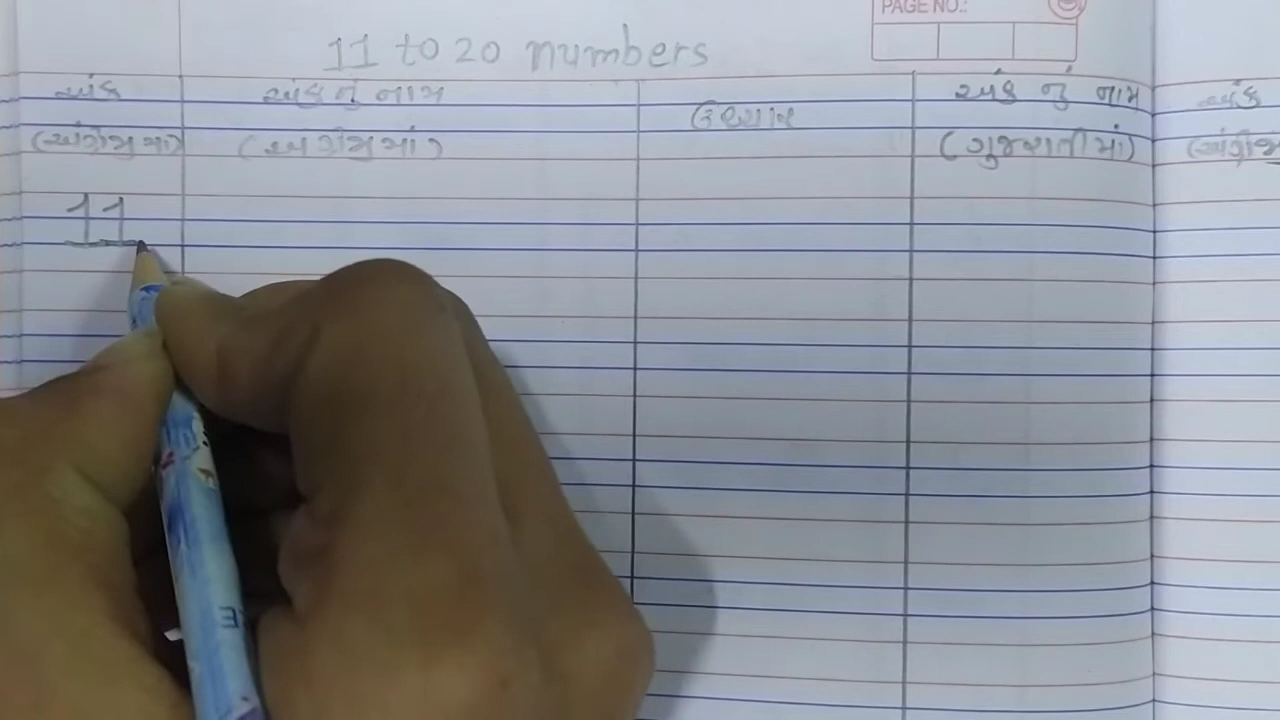 PAGE NO.:
11 to 20 numbers
અંક અંક નું નામ ઉચ્ચાર અંક નું નામ અંક
(અંગ્રેજીમાં) (અંગ્રેજીમાં) (ગુજરાતીમાં)
11